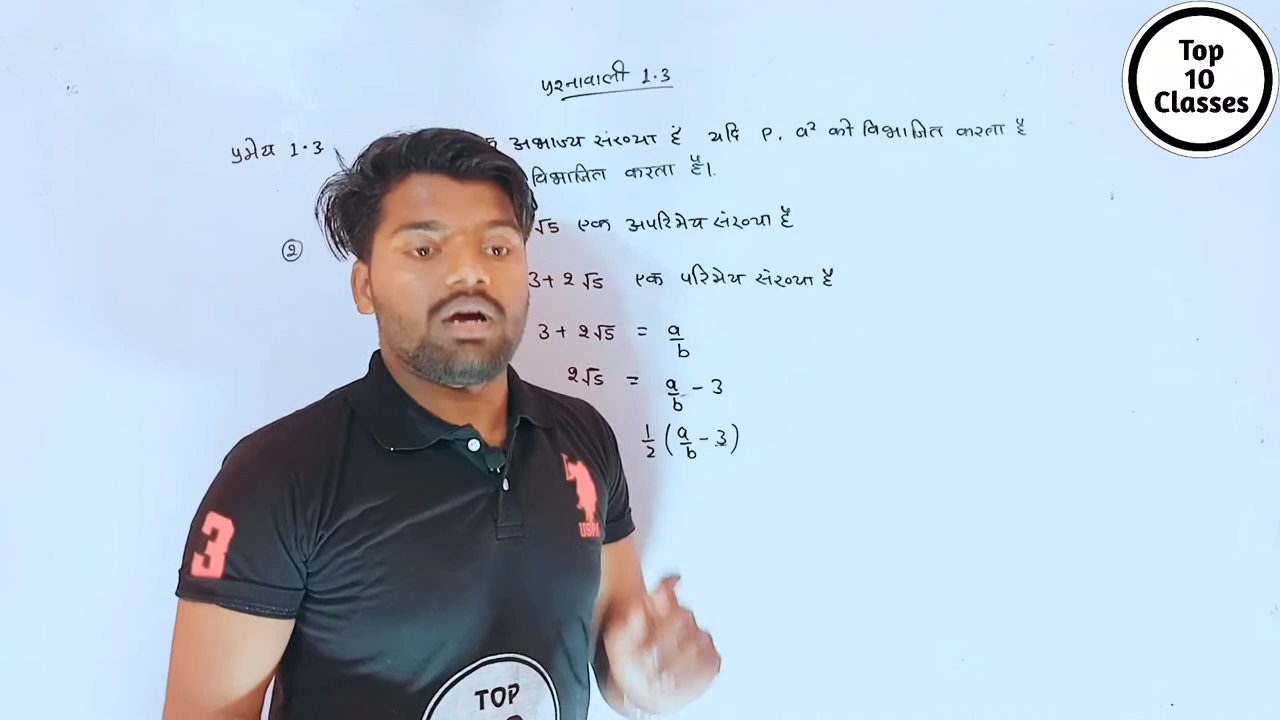 Top
10
Classes
प्रश्नावली 1.3
प्रमेय 1.3 अभाज्य संख्या है यदि P, a² को विभाजित करता है
विभाजित करता है।
② √5 एक अपरिमेय संख्या है
3+2√5 एक परिमेय संख्या है
3 + 2√5 = a/b
2√5 = a/b - 3
1/2 (a/b - 3)
3
USPA
TOP